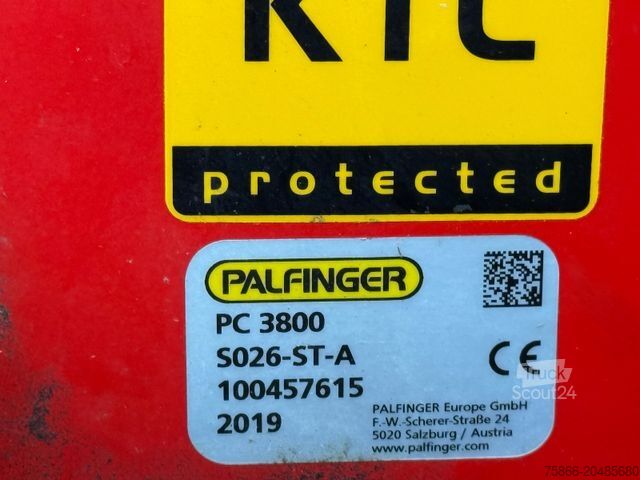 KTL
protected
PALFINGER
PC 3800
S026-ST-A
100457615
2019
CE
PALFINGER Europe GmbH
F.-W.-Scherer-Straße 24
5020 Salzburg / Austria
www.palfinger.com
Truck
Scout24
75866-20485680